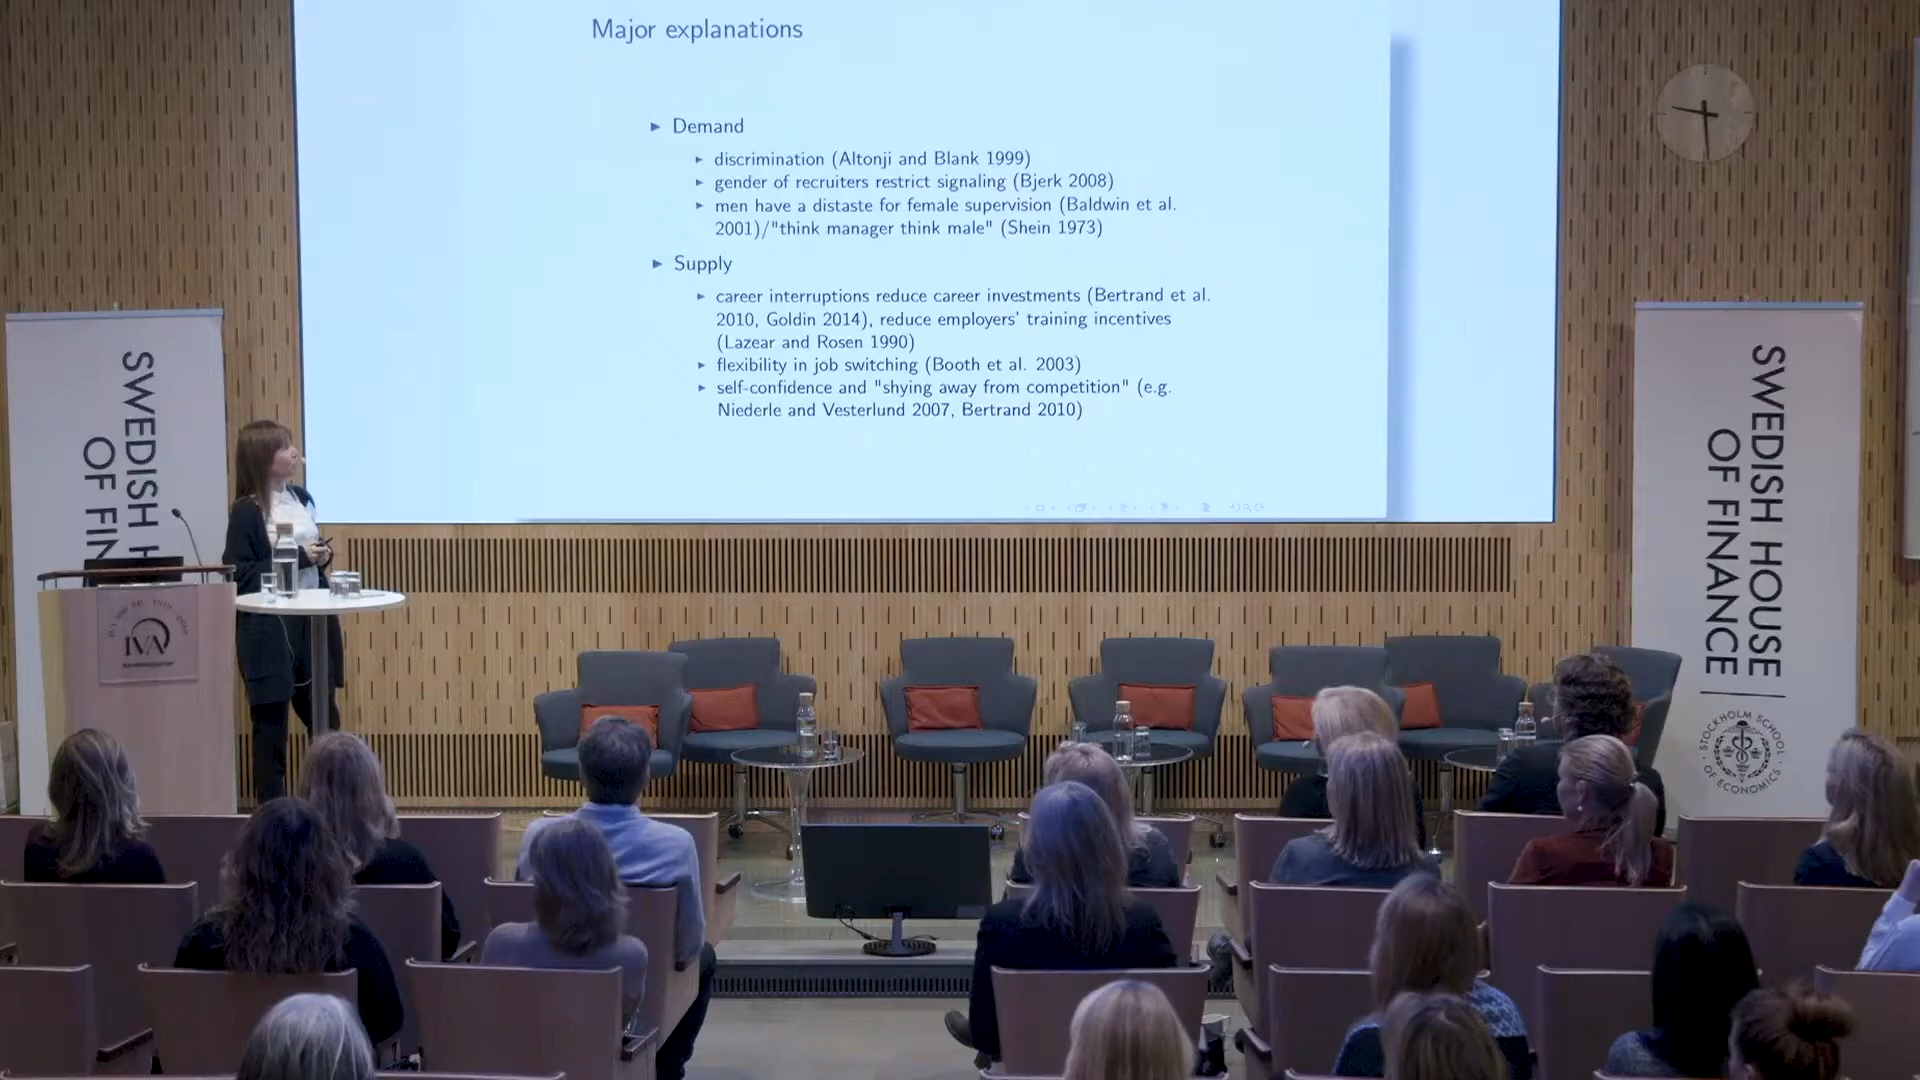 Major explanations
▶ Demand
▶ discrimination (Altonji and Blank 1999)
▶ gender of recruiters restrict signaling (Bjerk 2008)
▶ men have a distaste for female supervision (Baldwin et al.
2001)/"think manager think male" (Shein 1973)
▶ Supply
▶ career interruptions reduce career investments (Bertrand et al.
2010, Goldin 2014), reduce employers' training incentives
(Lazear and Rosen 1990)
▶ flexibility in job switching (Booth et al. 2003)
▶ self-confidence and "shying away from competition" (e.g.
Niederle and Vesterlund 2007, Bertrand 2010)
SWEDISH H
OF FIN
IVA
SWEDISH HOUSE
OF FINANCE
STOCKHOLM SCHOOL
OF ECONOMICS